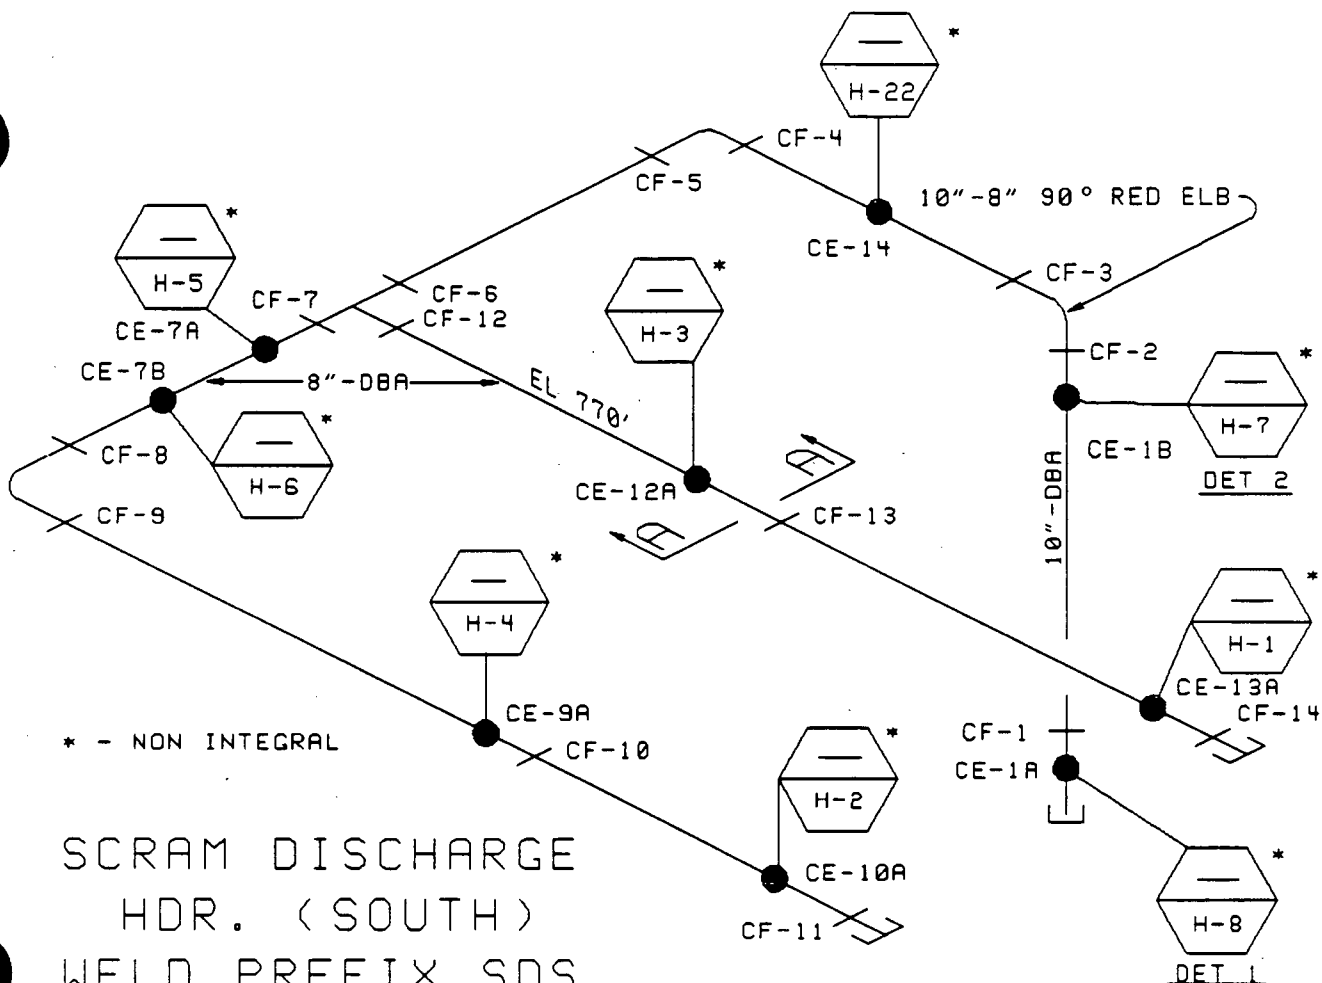 *
H-22
CF-4
CF-5
10"-8" 90° RED ELB
*
H-5
CE-14
CF-3
*
H-3
CF-7
CF-6
CF-12
CE-7A
CF-2
*
H-7
DET 2
CE-7B
8"-DBA
EL 770'
*
H-6
CF-8
CE-1B
A
CE-12A
10"-DBA
CF-9
CF-13
A
*
H-4
*
H-1
CE-13A
CF-14
CE-9A
CF-10
* - NON INTEGRAL
CF-1
CE-1A
*
H-2
CE-10A
CF-11
*
H-8
DET 1
SCRAM DISCHARGE
HDR. (SOUTH)
WELD PREFIX SDS